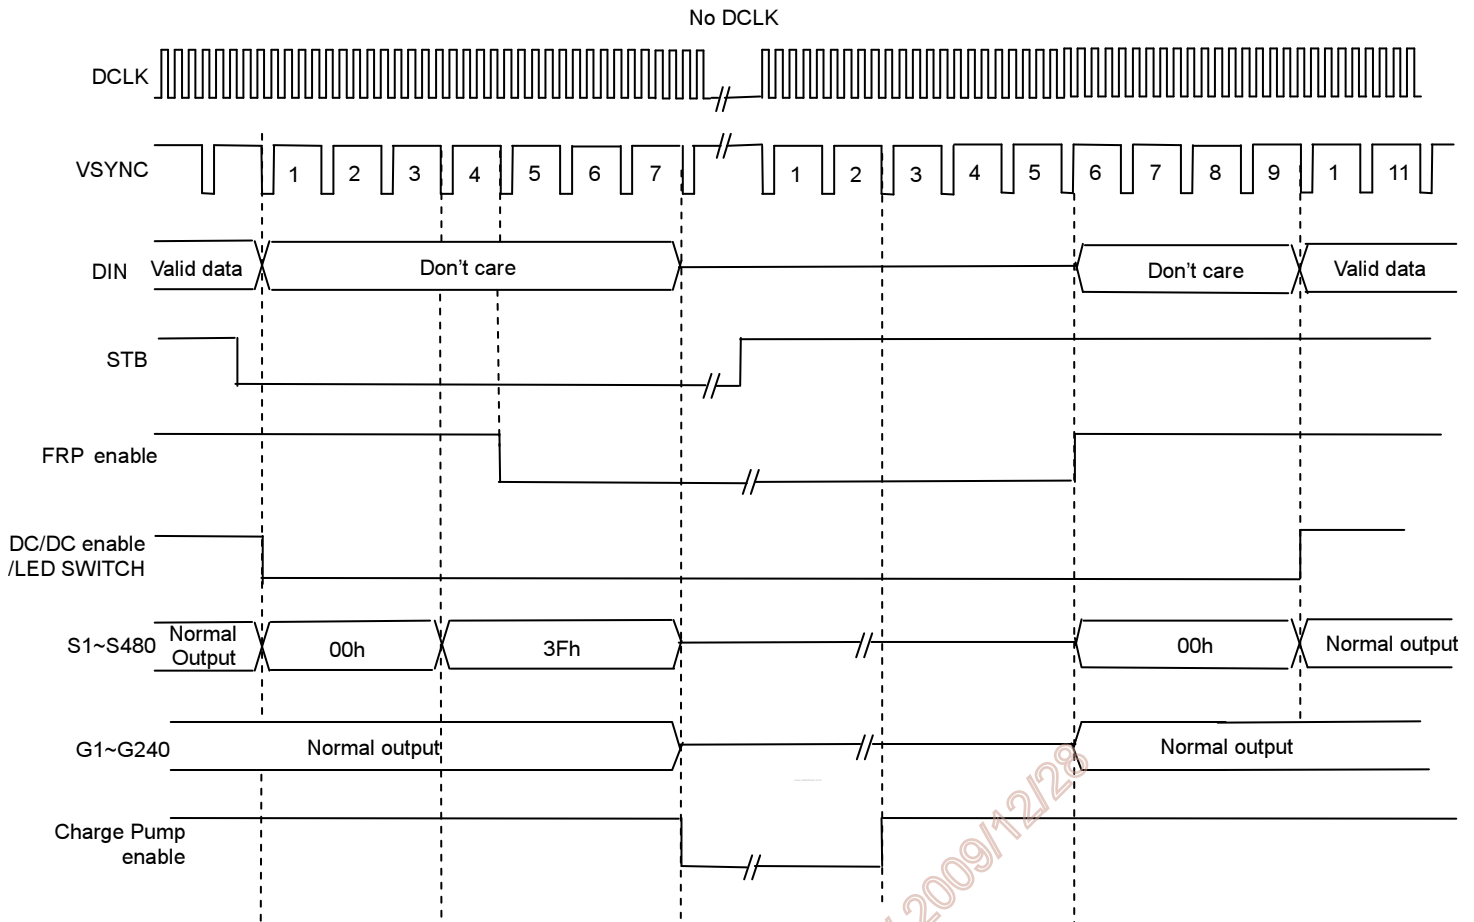 No DCLK
DCLK
VSYNC
1 2 3 4 5 6 7 1 2 3 4 5 6 7 8 9 1 11
DIN
Valid data
Don't care
Don't care
Valid data
STB
FRP enable
DC/DC enable
/LED SWITCH
S1~S480
Normal
Output
00h
3Fh
00h
Normal output
G1~G240
Normal output
Normal output
Charge Pump
enable
2009/12/28